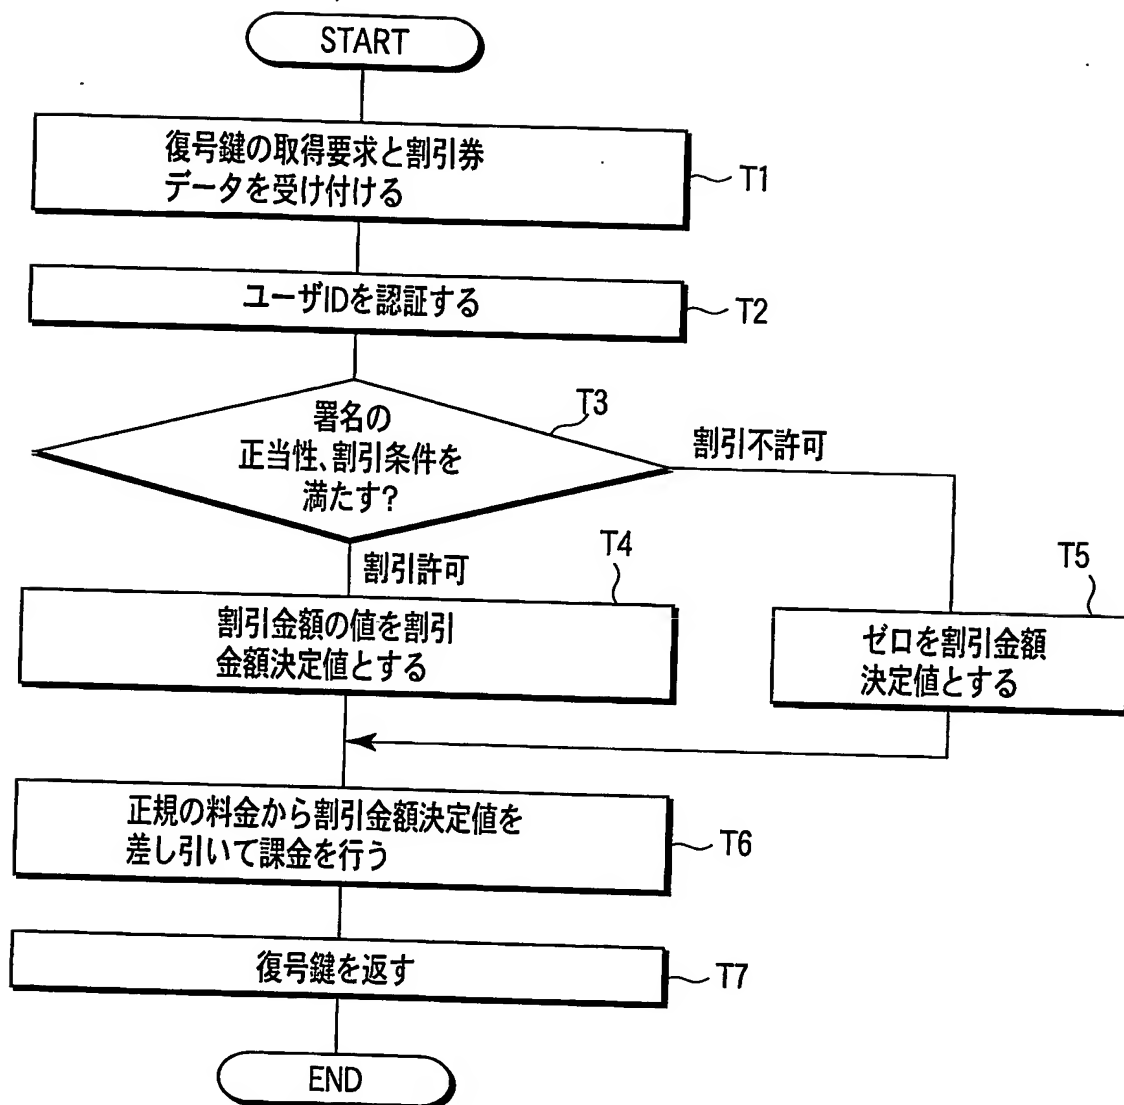 START
復号鍵の取得要求と割引券
データを受け付ける
T1
ユーザIDを認証する
T2
署名の
正当性、割引条件を
満たす?
T3
割引不許可
割引許可
T4
割引金額の値を割引
金額決定値とする
T5
ゼロを割引金額
決定値とする
正規の料金から割引金額決定値を
差し引いて課金を行う
T6
復号鍵を返す
T7
END